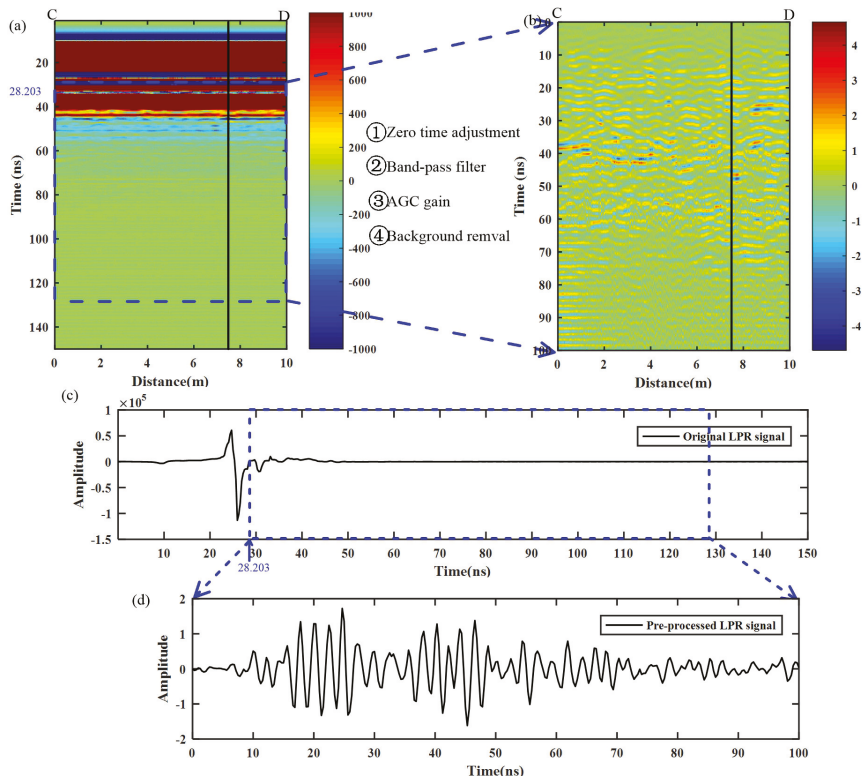 (a)
C
D
20
28.203
40
60
80
100
120
140
Time (ns)
0
2
4
6
8
10
Distance(m)
1000
800
600
400
200
0
-200
-400
-600
-800
-1000
①Zero time adjustment
②Band-pass filter
③AGC gain
④Background remval
(b)
C
D
0
10
20
30
40
50
60
70
80
90
100
Time (ns)
0
2
4
6
8
10
Distance(m)
4
3
2
1
0
-1
-2
-3
-4
(c)
×10⁵
1
0.5
0
-0.5
-1
-1.5
Amplitude
Original LPR signal
10 20 30 40 50 60 70 80 90 100 110 120 130 140 150
28.203
Time(ns)
(d)
2
1
0
-1
-2
Amplitude
Pre-processed LPR signal
0 10 20 30 40 50 60 70 80 90 100
Time(ns)